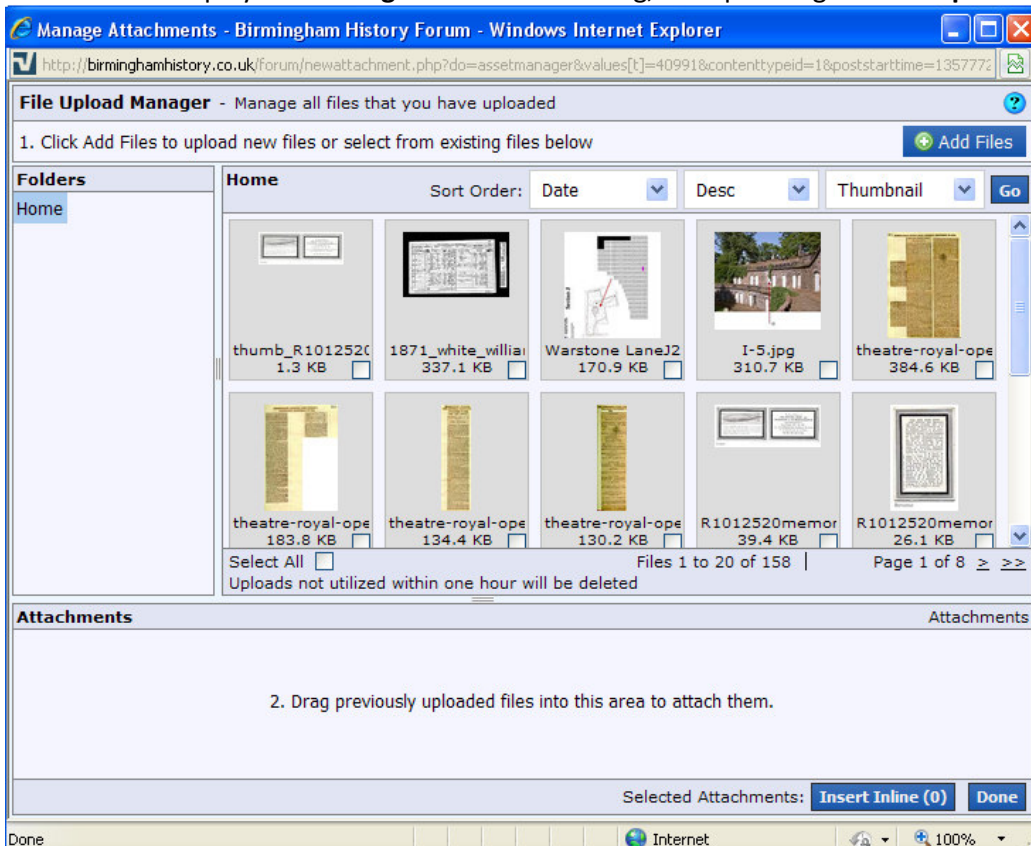 Manage Attachments - Birmingham History Forum - Windows Internet Explorer
http://birminghamhistory.co.uk/forum/newattachment.php?do=assetmanager&values[t]=40991&contenttypeid=1&poststarttime=1357772
File Upload Manager - Manage all files that you have uploaded
1. Click Add Files to upload new files or select from existing files below
Add Files
Folders
Home
Home
Sort Order: Date Desc Thumbnail Go
thumb_R1012520 1871_white_willia Warstone LaneJ2 I-5.jpg theatre-royal-ope
1.3 KB 337.1 KB 170.9 KB 310.7 KB 384.6 KB
theatre-royal-ope theatre-royal-ope theatre-royal-ope R1012520memor R1012520memor
183.8 KB 134.4 KB 130.2 KB 39.4 KB 26.1 KB
Select All Files 1 to 20 of 158 Page 1 of 8 > >>
Uploads not utilized within one hour will be deleted
Attachments Attachments
2. Drag previously uploaded files into this area to attach them.
Selected Attachments: Insert Inline (0) Done
Done Internet 100%